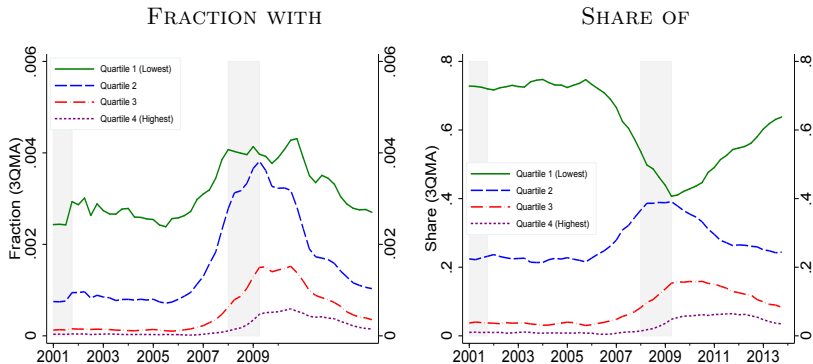 FRACTION WITH
.006
.004
.002
0
Fraction (3QMA)
Quartile 1 (Lowest)
Quartile 2
Quartile 3
Quartile 4 (Highest)
.006
.004
.002
0
2001 2003 2005 2007 2009
SHARE OF
.8
.6
.4
.2
0
Share (3QMA)
Quartile 1 (Lowest)
Quartile 2
Quartile 3
Quartile 4 (Highest)
.8
.6
.4
.2
0
2001 2003 2005 2007 2009 2011 2013